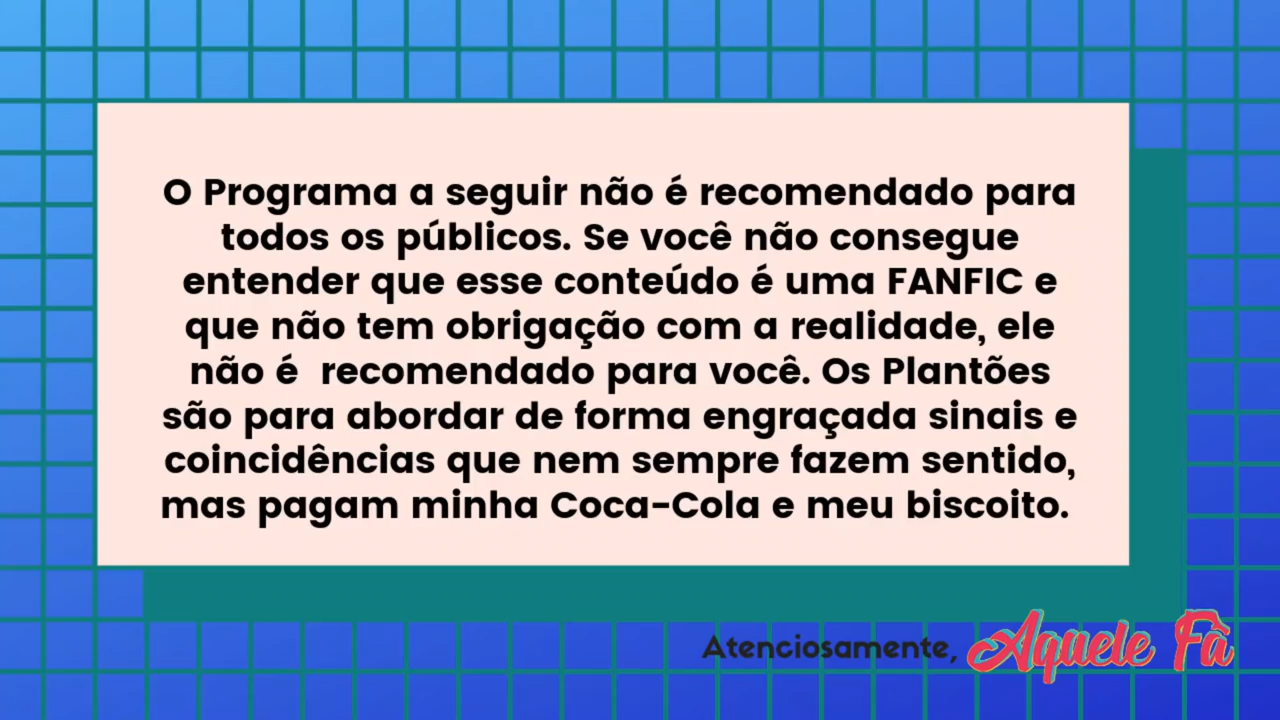 O Programa a seguir não é recomendado para
todos os públicos. Se você não consegue
entender que esse conteúdo é uma FANFIC e
que não tem obrigação com a realidade, ele
não é  recomendado para você. Os Plantões
são para abordar de forma engraçada sinais e
coincidências que nem sempre fazem sentido,
mas pagam minha Coca-Cola e meu biscoito.
Atenciosamente, Aquele Fã